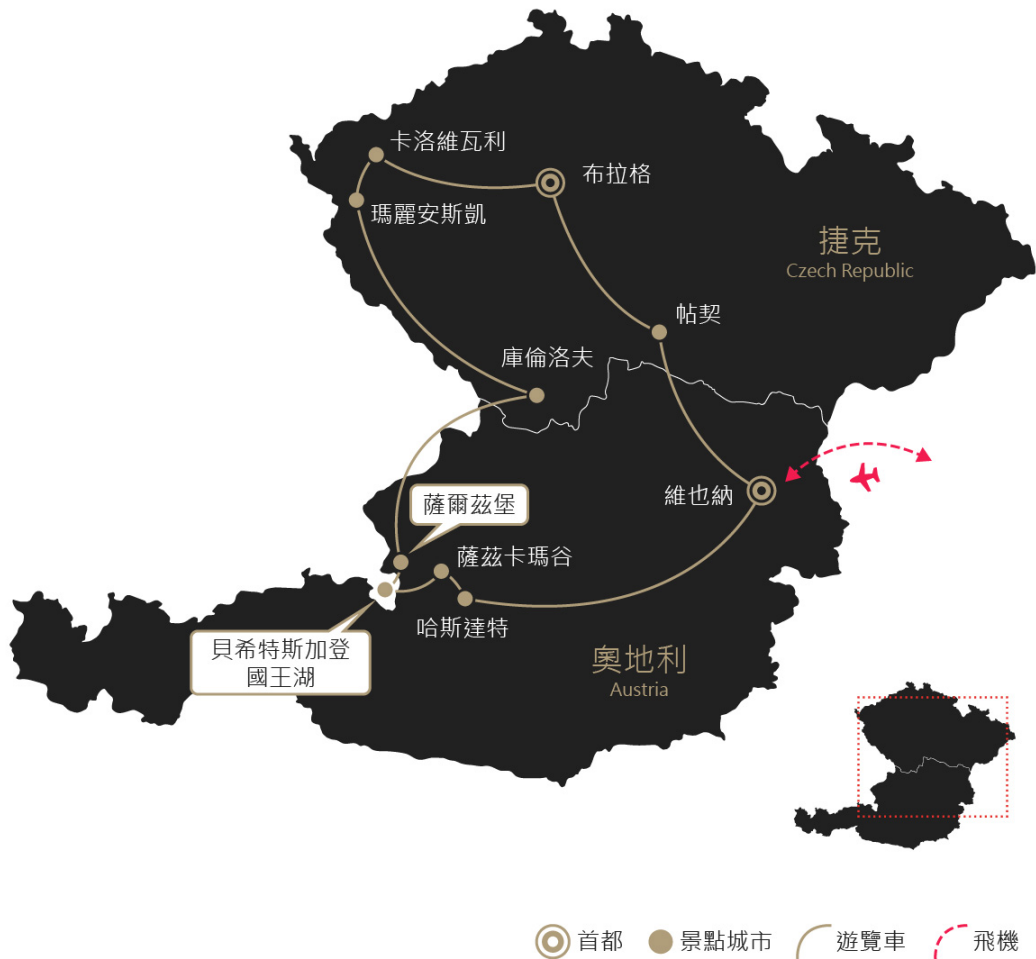 卡洛維瓦利
布拉格
瑪麗安斯凱
捷克
Czech Republic
帖契
庫倫洛夫
維也納
薩爾茲堡
薩茲卡瑪谷
哈斯達特
貝希特斯加登
國王湖
奧地利
Austria
首都
景點城市
遊覽車
飛機